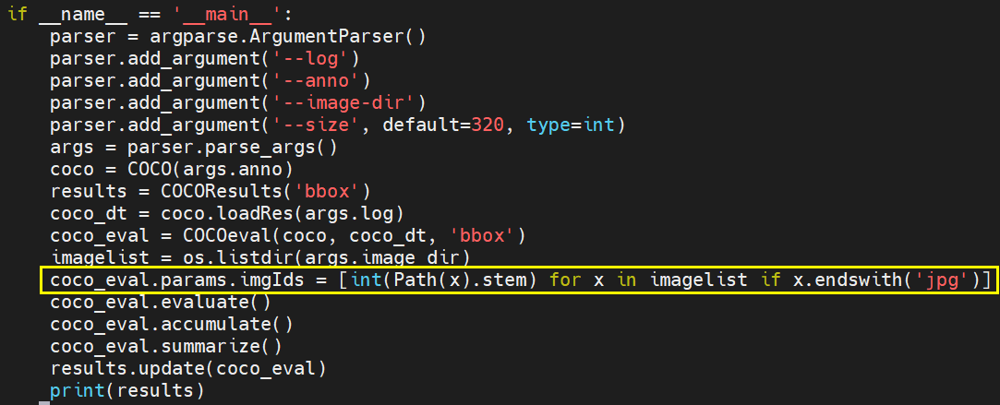 if __name__ == '__main__':
    parser = argparse.ArgumentParser()
    parser.add_argument('--log')
    parser.add_argument('--anno')
    parser.add_argument('--image-dir')
    parser.add_argument('--size', default=320, type=int)
    args = parser.parse_args()
    coco = COCO(args.anno)
    results = COCOResults('bbox')
    coco_dt = coco.loadRes(args.log)
    coco_eval = COCOeval(coco, coco_dt, 'bbox')
    imagelist = os.listdir(args.image_dir)
    coco_eval.params.imgIds = [int(Path(x).stem) for x in imagelist if x.endswith('jpg')]
    coco_eval.evaluate()
    coco_eval.accumulate()
    coco_eval.summarize()
    results.update(coco_eval)
    print(results)